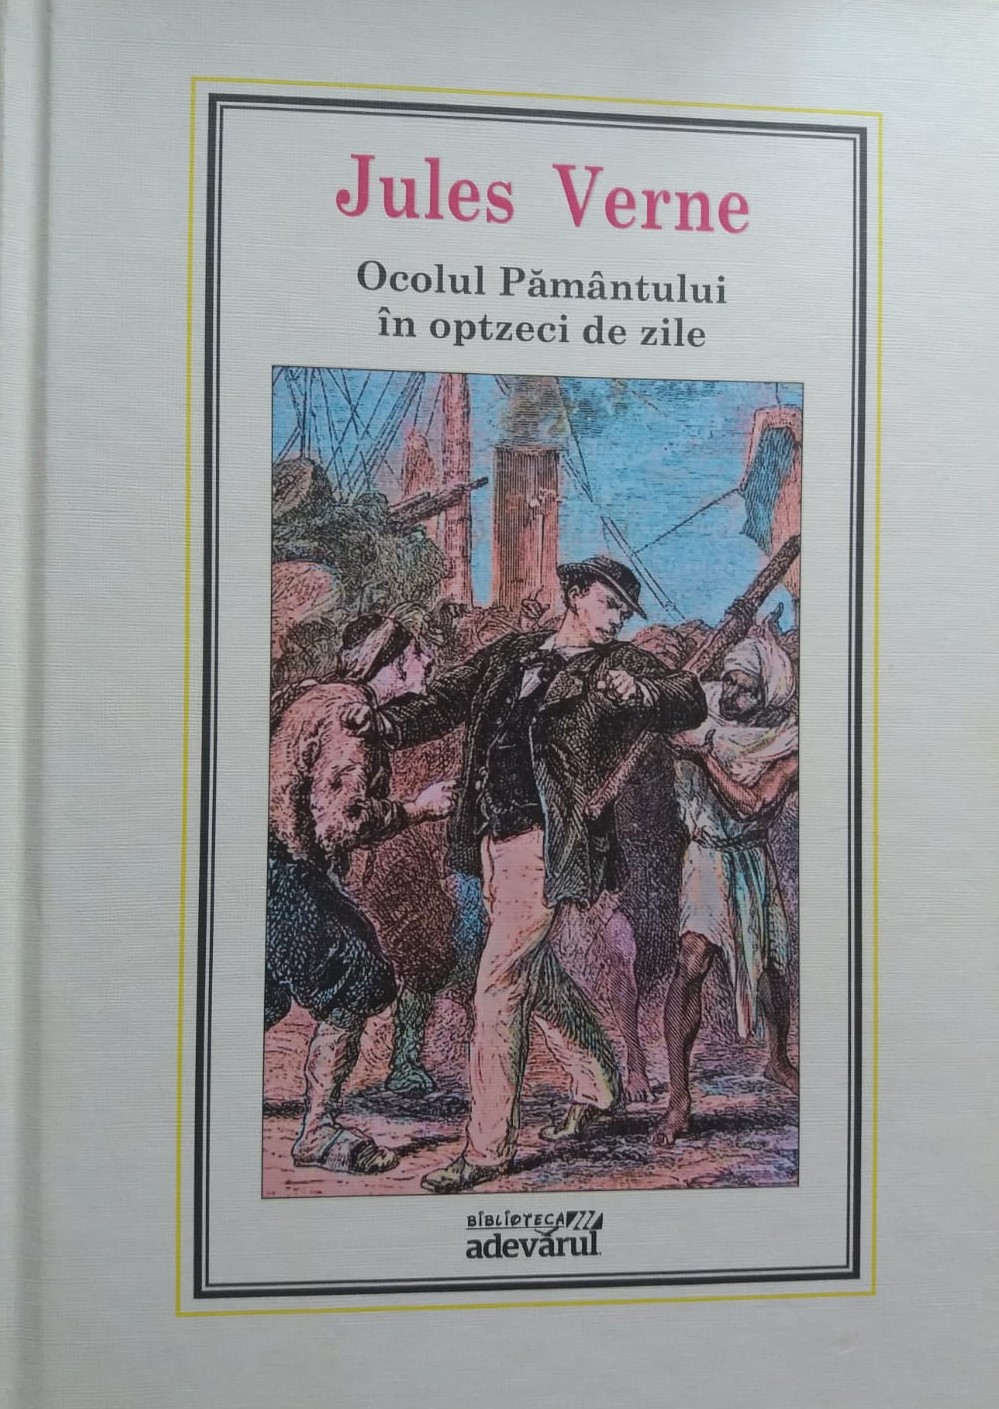 Jules Verne
Ocolul Pământului
în optzeci de zile
BIBLIOTECA
adevărul